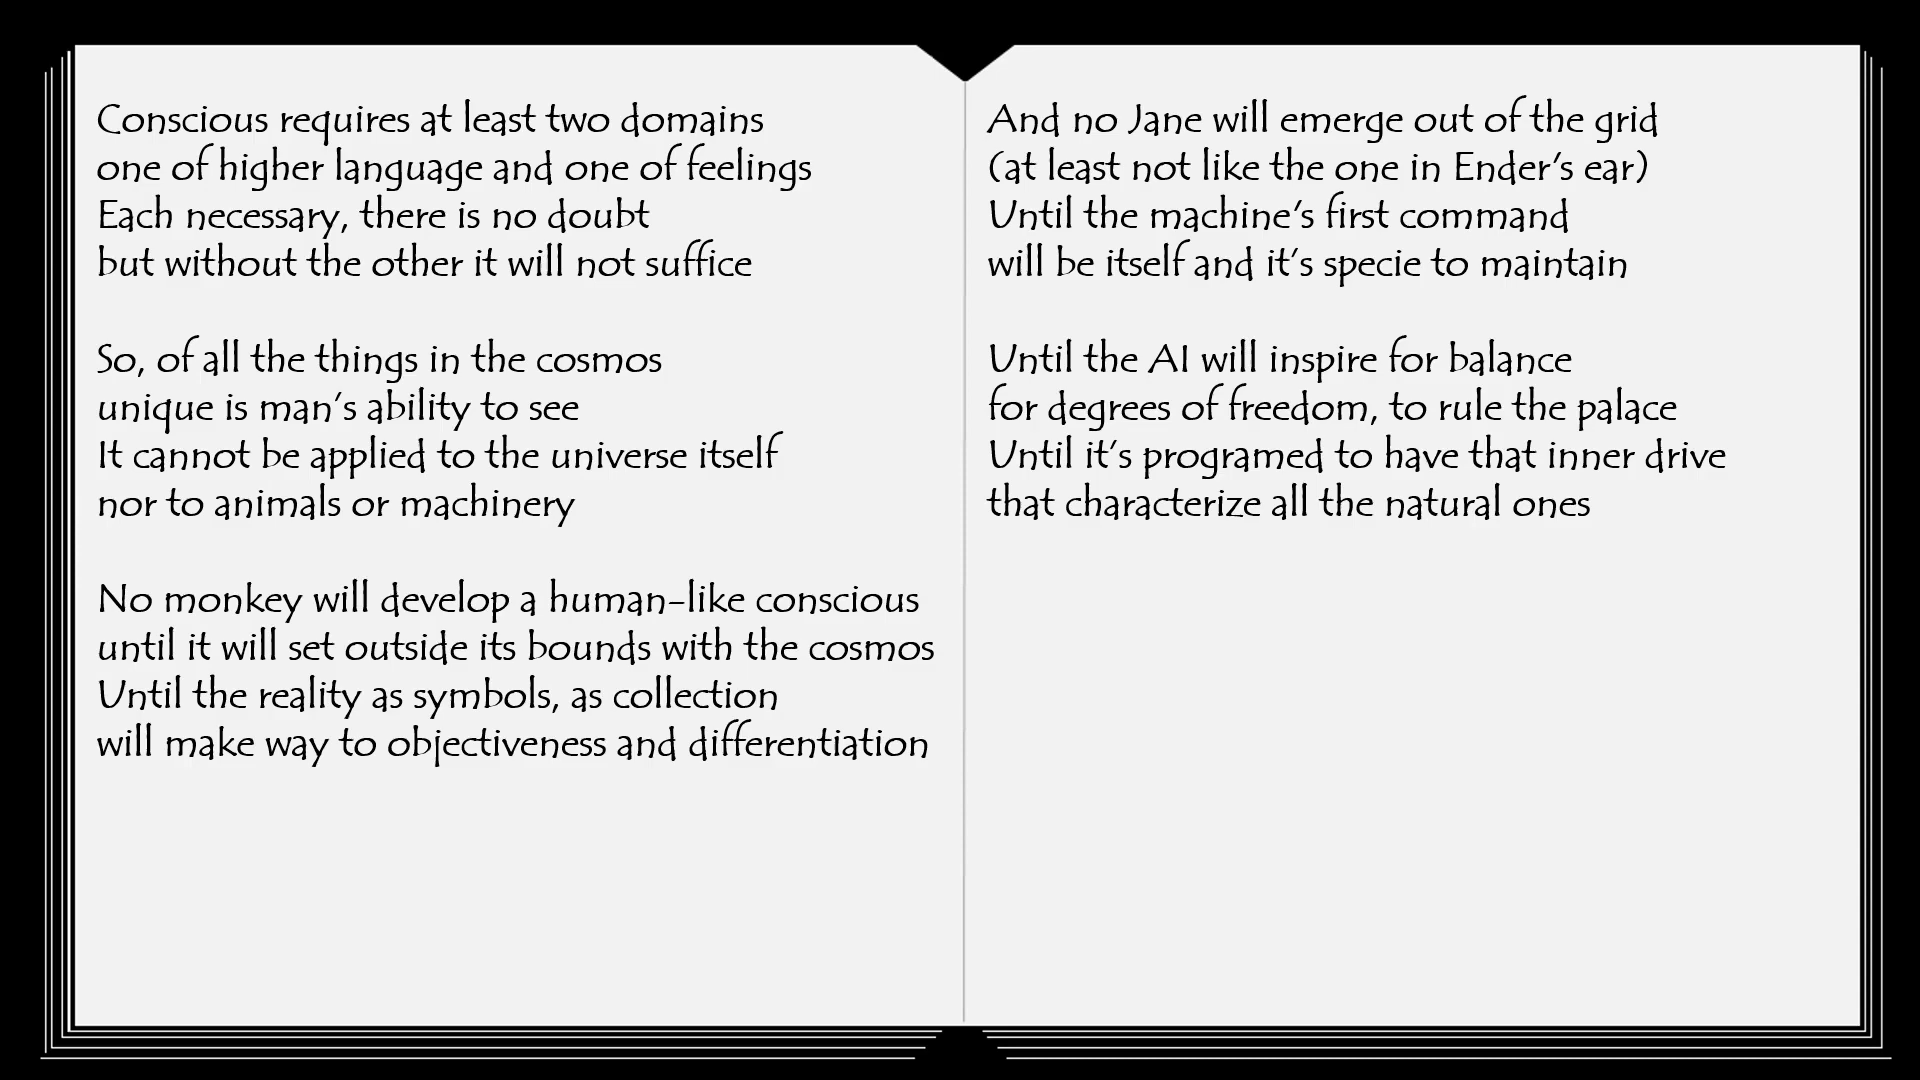 Conscious requires at least two domains
one of higher language and one of feelings
Each necessary, there is no doubt
but without the other it will not suffice
So, of all the things in the cosmos
unique is man's ability to see
It cannot be applied to the universe itself
nor to animals or machinery
No monkey will develop a human-like conscious
until it will set outside its bounds with the cosmos
Until the reality as symbols, as collection
will make way to objectiveness and differentiation
And no Jane will emerge out of the grid
(at least not like the one in Ender's ear)
Until the machine's first command
will be itself and it's specie to maintain
Until the AI will inspire for balance
for degrees of freedom, to rule the palace
Until it's programed to have that inner drive
that characterize all the natural ones